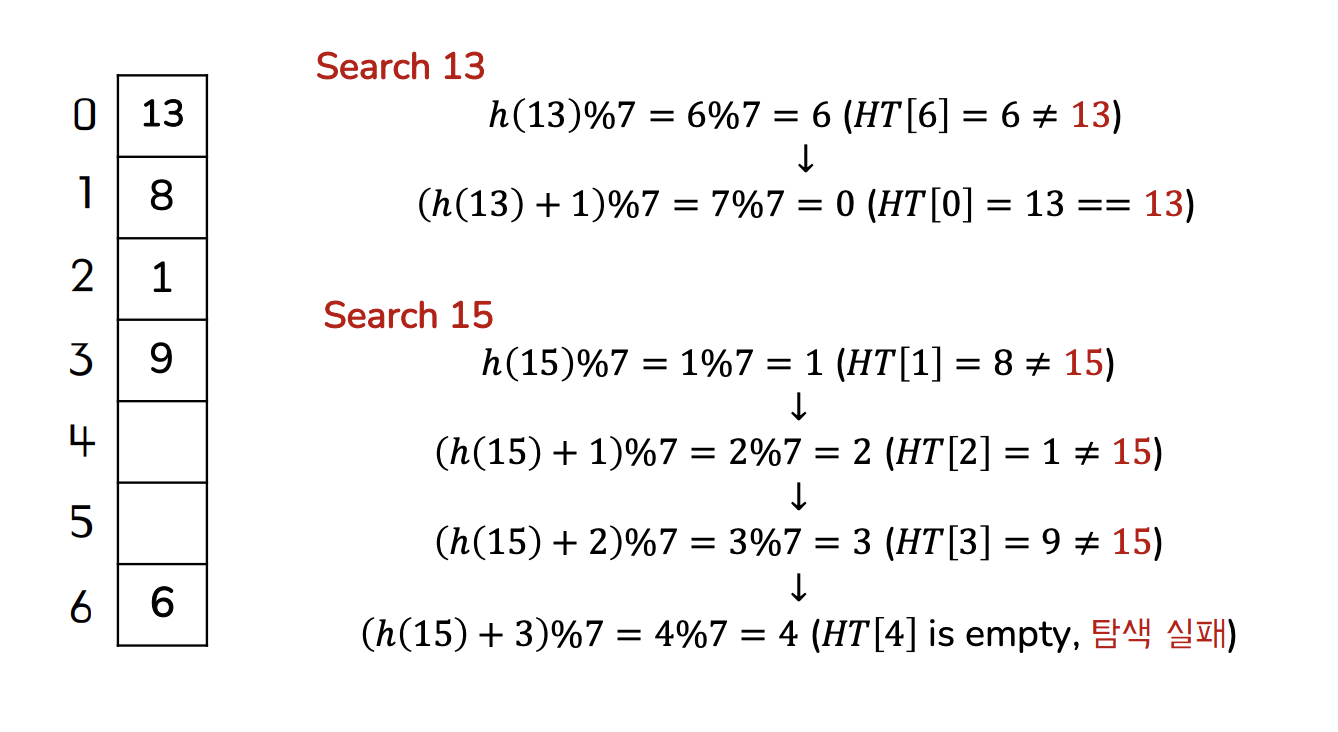 0 13
1 8
2 1
3 9
4
5
6 6
Search 13
h(13)%7 = 6%7 = 6 (HT[6] = 6 ≠ 13)
↓
(h(13) + 1)%7 = 7%7 = 0 (HT[0] = 13 == 13)
Search 15
h(15)%7 = 1%7 = 1 (HT[1] = 8 ≠ 15)
↓
(h(15) + 1)%7 = 2%7 = 2 (HT[2] = 1 ≠ 15)
↓
(h(15) + 2)%7 = 3%7 = 3 (HT[3] = 9 ≠ 15)
↓
(h(15) + 3)%7 = 4%7 = 4 (HT[4] is empty, 탐색 실패)